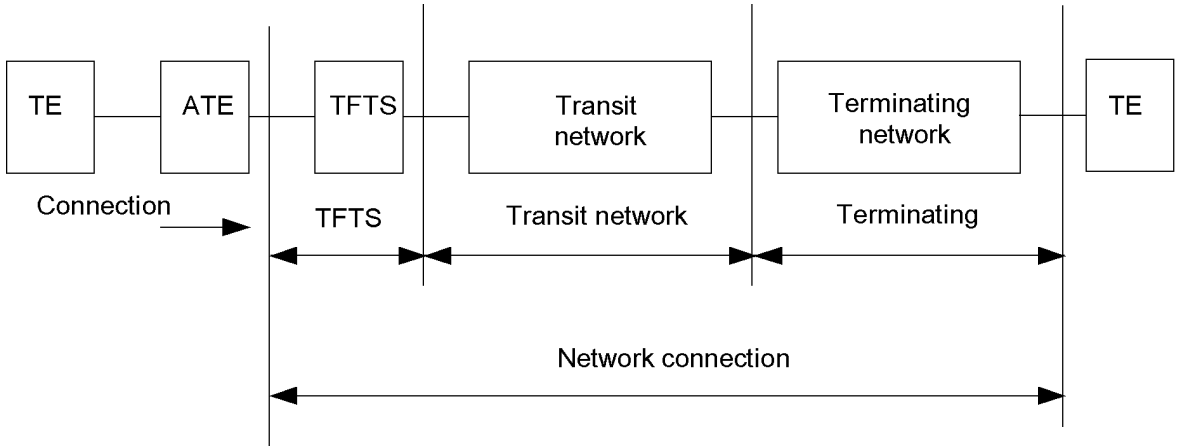 TE
ATE
TFTS
Transit
network
Terminating
network
TE
Connection
TFTS
Transit network
Terminating
Network connection